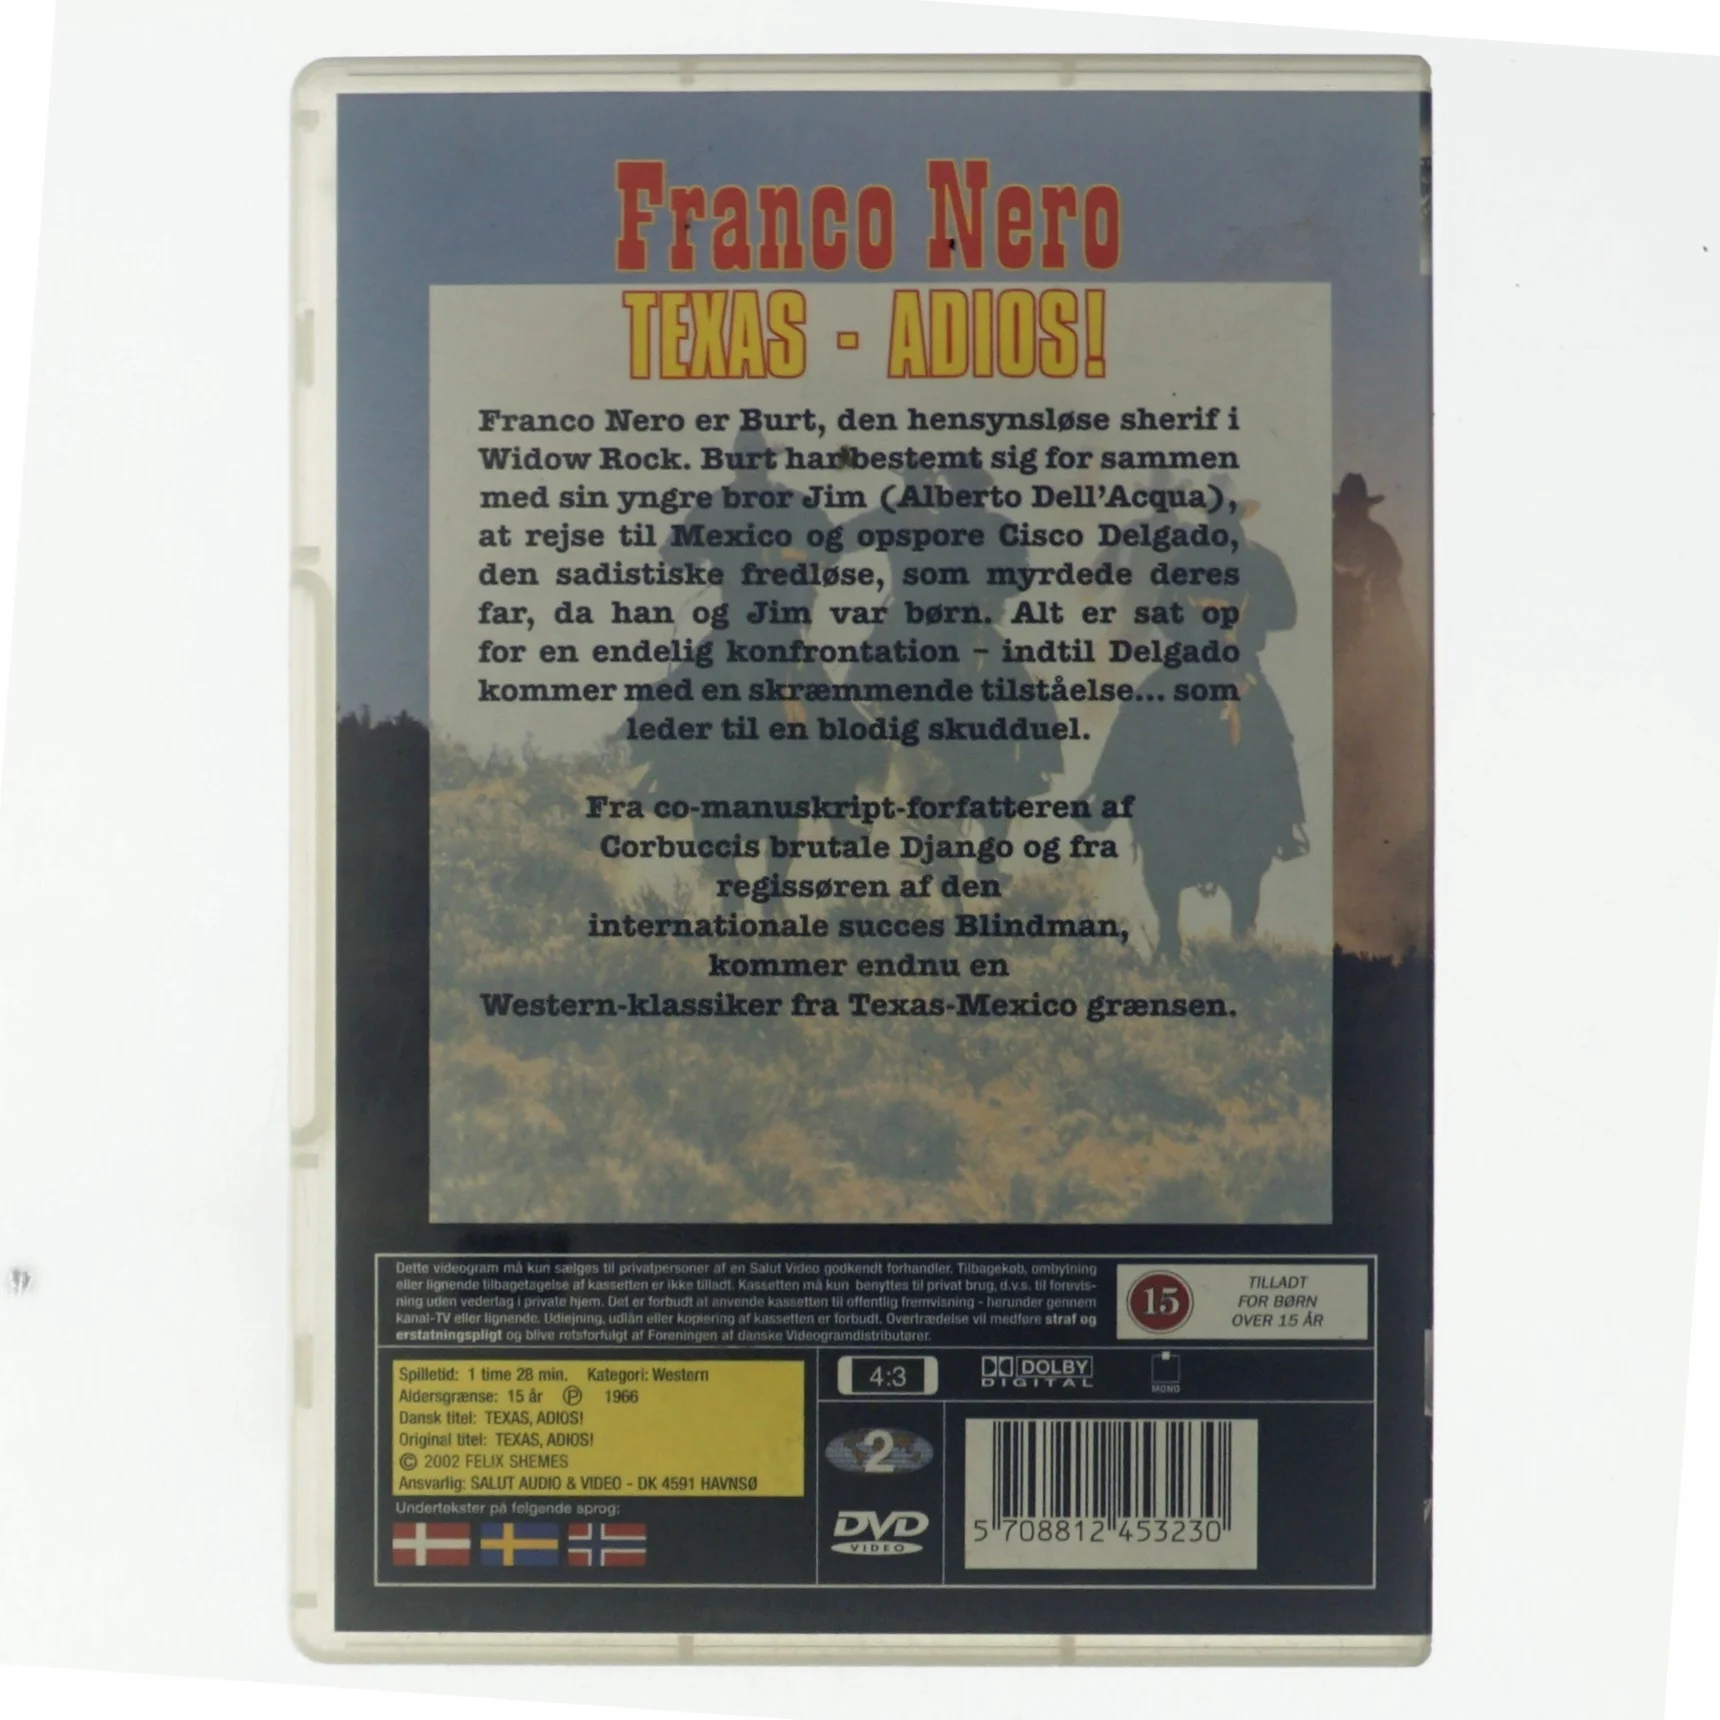 Franco Nero
TEXAS - ADIOS!
Franco Nero er Burt, den hensynsløse sherif i
Widow Rock. Burt har bestemt sig for sammen
med sin yngre bror Jim (Alberto Dell'Acqua),
at rejse til Mexico og opspore Cisco Delgado,
den sadistiske fredløse, som myrdede deres
far, da han og Jim var børn. Alt er sat op
for en endelig konfrontation – indtil Delgado
kommer med en skræmmende tilståelse... som
leder til en blodig skudduel.
Fra co-manuskript-forfatteren af
Corbuccis brutale Django og fra
regissøren af den
internationale succes Blindman,
kommer endnu en
Western-klassiker fra Texas-Mexico grænsen.
Dette videogram må kun sælges til privatpersoner af en Salut Video godkendt forhandler. Tilbagekøb, ombytning
eller lignende tilbagetagelse af kassetten er ikke tilladt. Kassetten må kun benyttes til privat brug, d.v.s. til forevis-
ning uden vederlag i private hjem. Det er forbudt at anvende kassetten til offentlig fremvisning - herunder gennem
kanal-TV eller lignende. Udlejning, udlån eller kopiering af kassetten er forbudt. Overtrædelse vil medføre straf og
erstatningspligt og blive retsforfulgt af Foreningen af danske Videogramdistributører.
15
TILLADT
FOR BØRN
OVER 15 ÅR
Spilletid: 1 time 28 min. Kategori: Western
Aldersgrænse: 15 år Ⓟ 1966
Dansk titel: TEXAS, ADIOS!
Original titel: TEXAS, ADIOS!
© 2002 FELIX SHEMES
Ansvarlig: SALUT AUDIO & VIDEO - DK 4591 HAVNSØ
Undertekster på følgende sprog:
4:3
DOLBY
DIGITAL
MONO
2
DVD
VIDEO
5 708812 453230